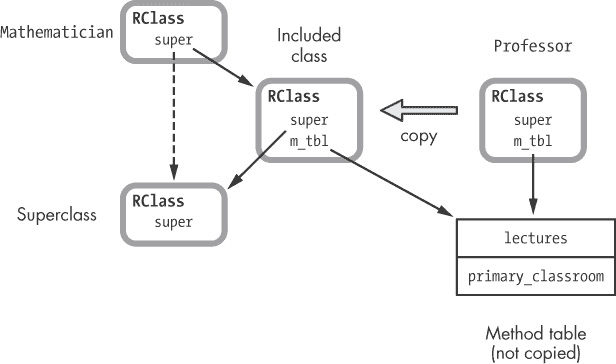 Mathematician
RClass
super
Included
class
RClass
super
m_tbl
copy
Professor
RClass
super
m_tbl
Superclass
RClass
super
lectures
primary_classroom
Method table
(not copied)